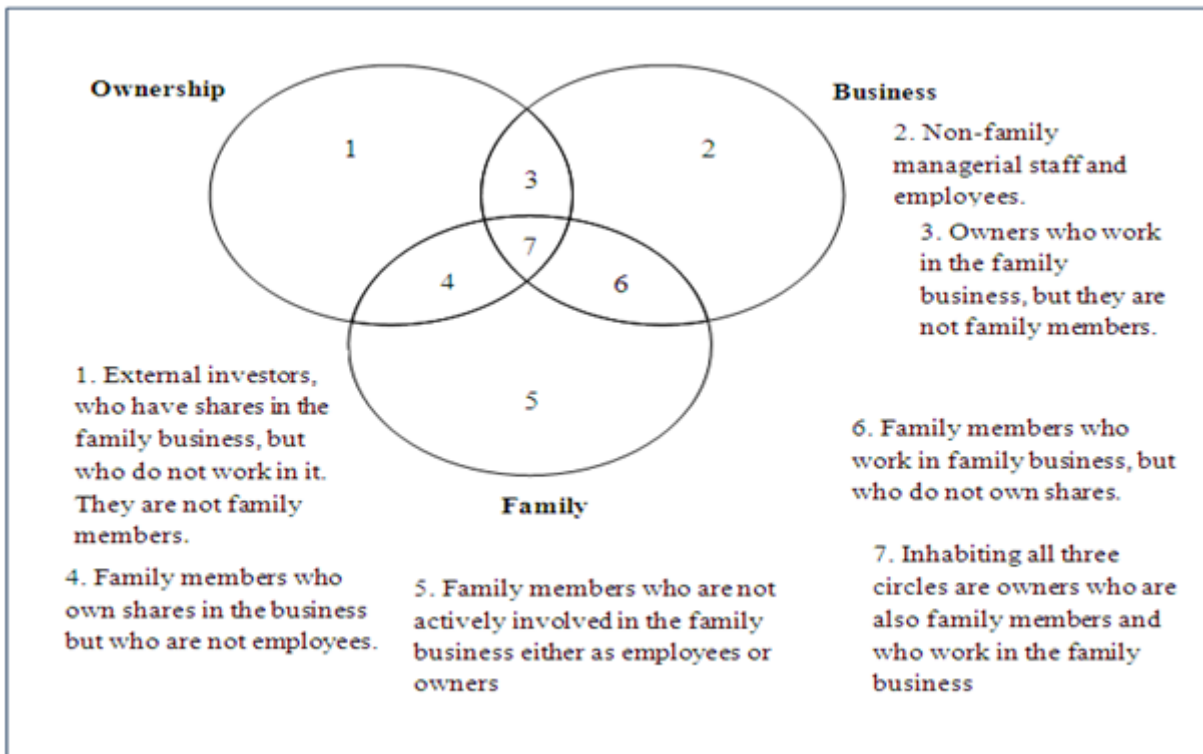 Ownership
Business
1
2
3
7
4
6
5
Family
2. Non-family
managerial staff and
employees.
3. Owners who work
in the family
business, but they are
not family members.
1. External investors,
who have shares in the
family business, but
who do not work in it.
They are not family
members.
6. Family members who
work in family business, but
who do not own shares.
4. Family members who
own shares in the business
but who are not employees.
5. Family members who are not
actively involved in the family
business either as employees or
owners
7. Inhabiting all three
circles are owners who are
also family members and
who work in the family
business